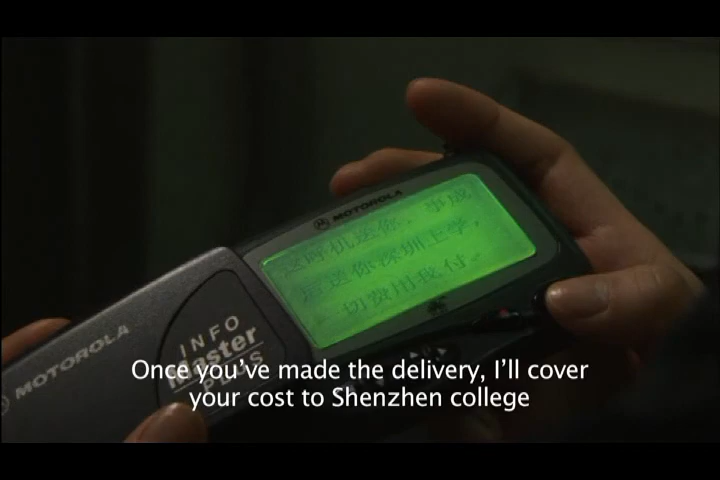 MOTOROLA
这呼机送你，事成
后送你深圳上学，
一切费用我付。
MOTOROLA
INFO
Master
PLUS
Once you've made the delivery, I'll cover
your cost to Shenzhen college